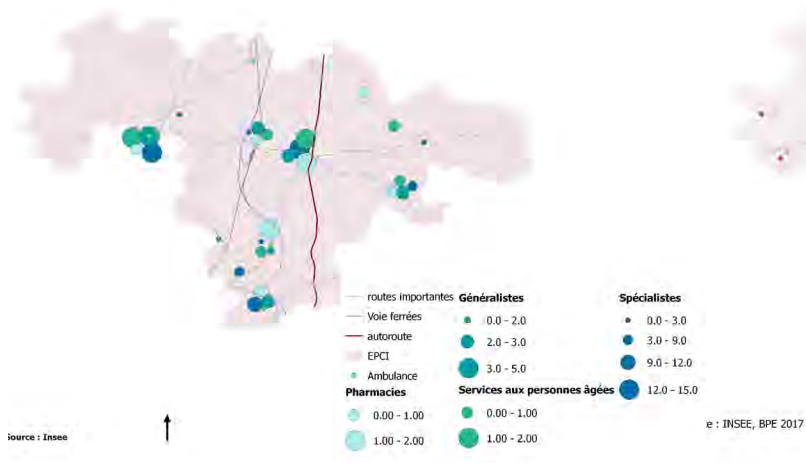 routes importantes
Voie ferrées
autoroute
EPCI
Ambulance
Pharmacies
0.00 - 1.00
1.00 - 2.00
Généralistes
0.0 - 2.0
2.0 - 3.0
3.0 - 5.0
Services aux personnes âgées
0.00 - 1.00
1.00 - 2.00
Spécialistes
0.0 - 3.0
3.0 - 9.0
9.0 - 12.0
12.0 - 15.0
Source : Insee
e : INSEE, BPE 2017